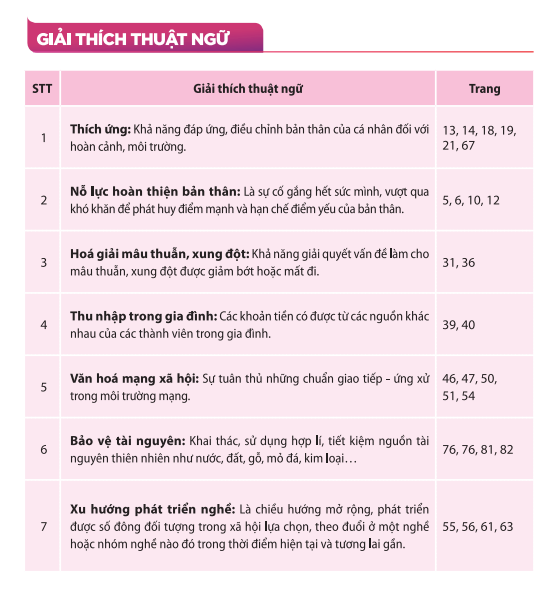 GIẢI THÍCH THUẬT NGỮ
STT Giải thích thuật ngữ Trang
1 Thích ứng: Khả năng đáp ứng, điều chỉnh bản thân của cá nhân đối với 13, 14, 18, 19,
hoàn cảnh, môi trường. 21, 67
2 Nỗ lực hoàn thiện bản thân: Là sự cố gắng hết sức mình, vượt qua
khó khăn để phát huy điểm mạnh và hạn chế điểm yếu của bản thân. 5, 6, 10, 12
3 Hoá giải mâu thuẫn, xung đột: Khả năng giải quyết vấn đề làm cho
mâu thuẫn, xung đột được giảm bớt hoặc mất đi. 31, 36
4 Thu nhập trong gia đình: Các khoản tiền có được từ các nguồn khác
nhau của các thành viên trong gia đình. 39, 40
5 Văn hoá mạng xã hội: Sự tuân thủ những chuẩn giao tiếp - ứng xử 46, 47, 50,
trong môi trường mạng. 51, 54
6 Bảo vệ tài nguyên: Khai thác, sử dụng hợp lí, tiết kiệm nguồn tài
nguyên thiên nhiên như nước, đất, gỗ, mỏ đá, kim loại… 76, 76, 81, 82
Xu hướng phát triển nghề: Là chiều hướng mở rộng, phát triển
7 được số đông đối tượng trong xã hội lựa chọn, theo đuổi ở một nghề 55, 56, 61, 63
hoặc nhóm nghề nào đó trong thời điểm hiện tại và tương lai gần.